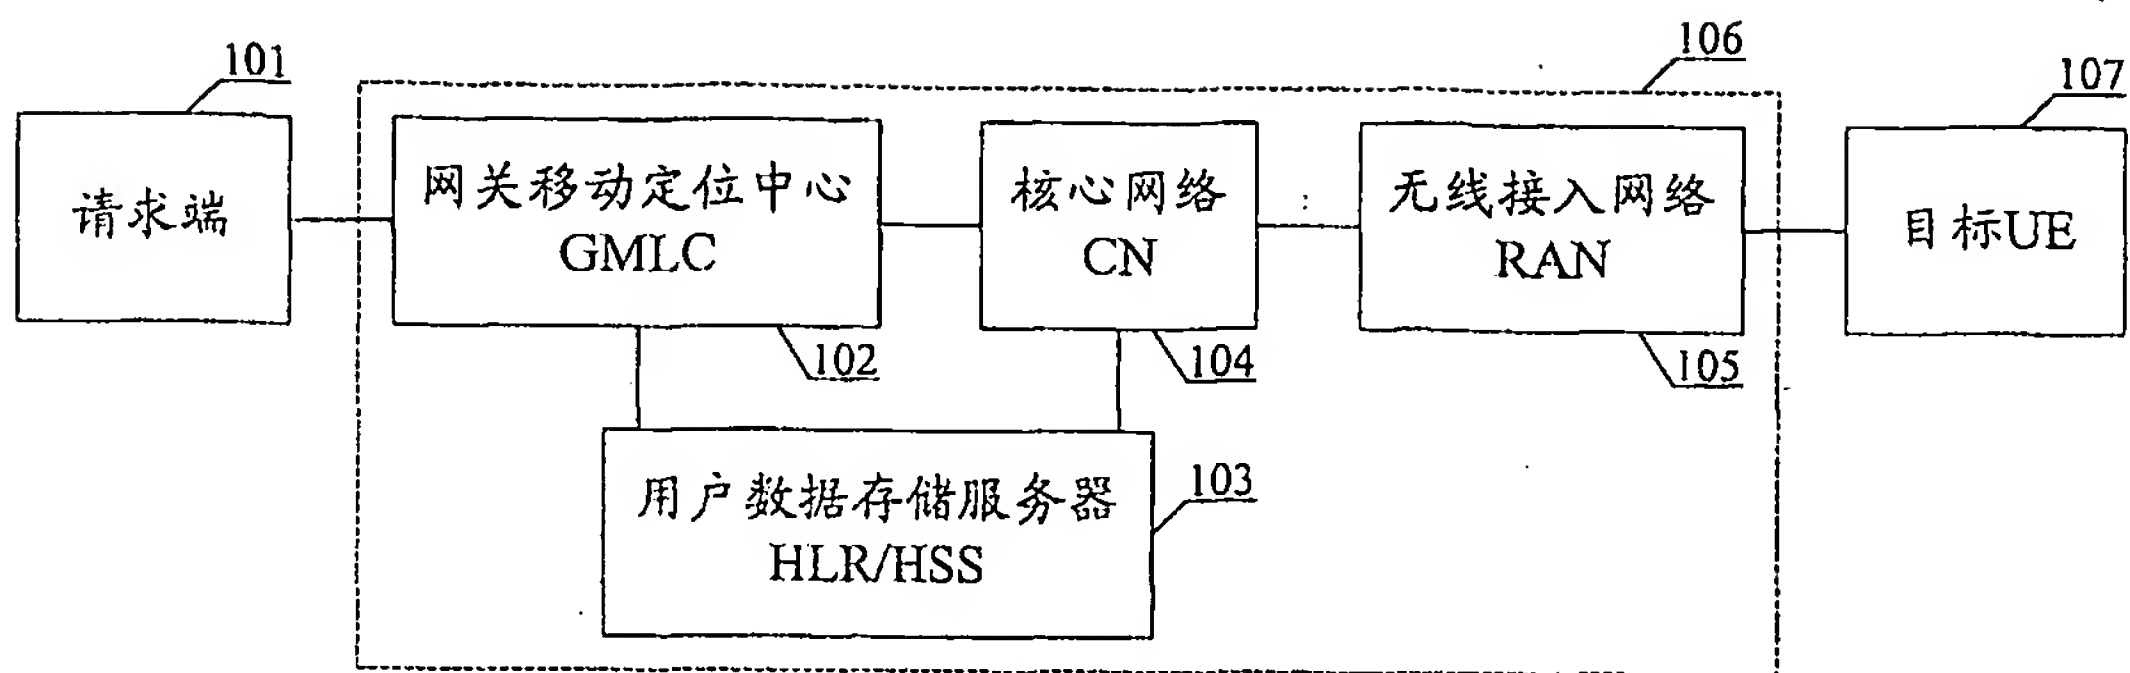 101
106
107
请求端
网关移动定位中心
GMLC
核心网络
CN
无线接入网络
RAN
目标UE
102
104
105
用户数据存储服务器
HLR/HSS
103